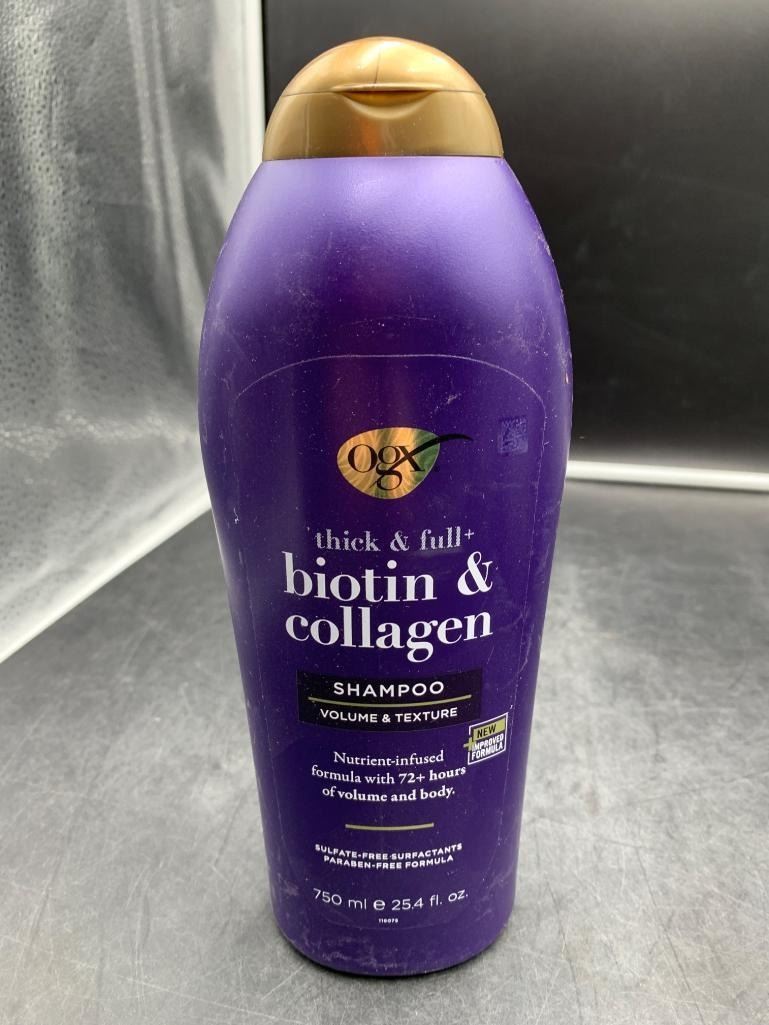 ogx
thick & full+
biotin &
collagen
SHAMPOO
VOLUME & TEXTURE
NEW
+IMPROVED
FORMULA
Nutrient-infused
formula with 72+ hours
of volume and body.
SULFATE-FREE SURFACTANTS
PARABEN-FREE FORMULA
750 ml e 25.4 fl. oz.